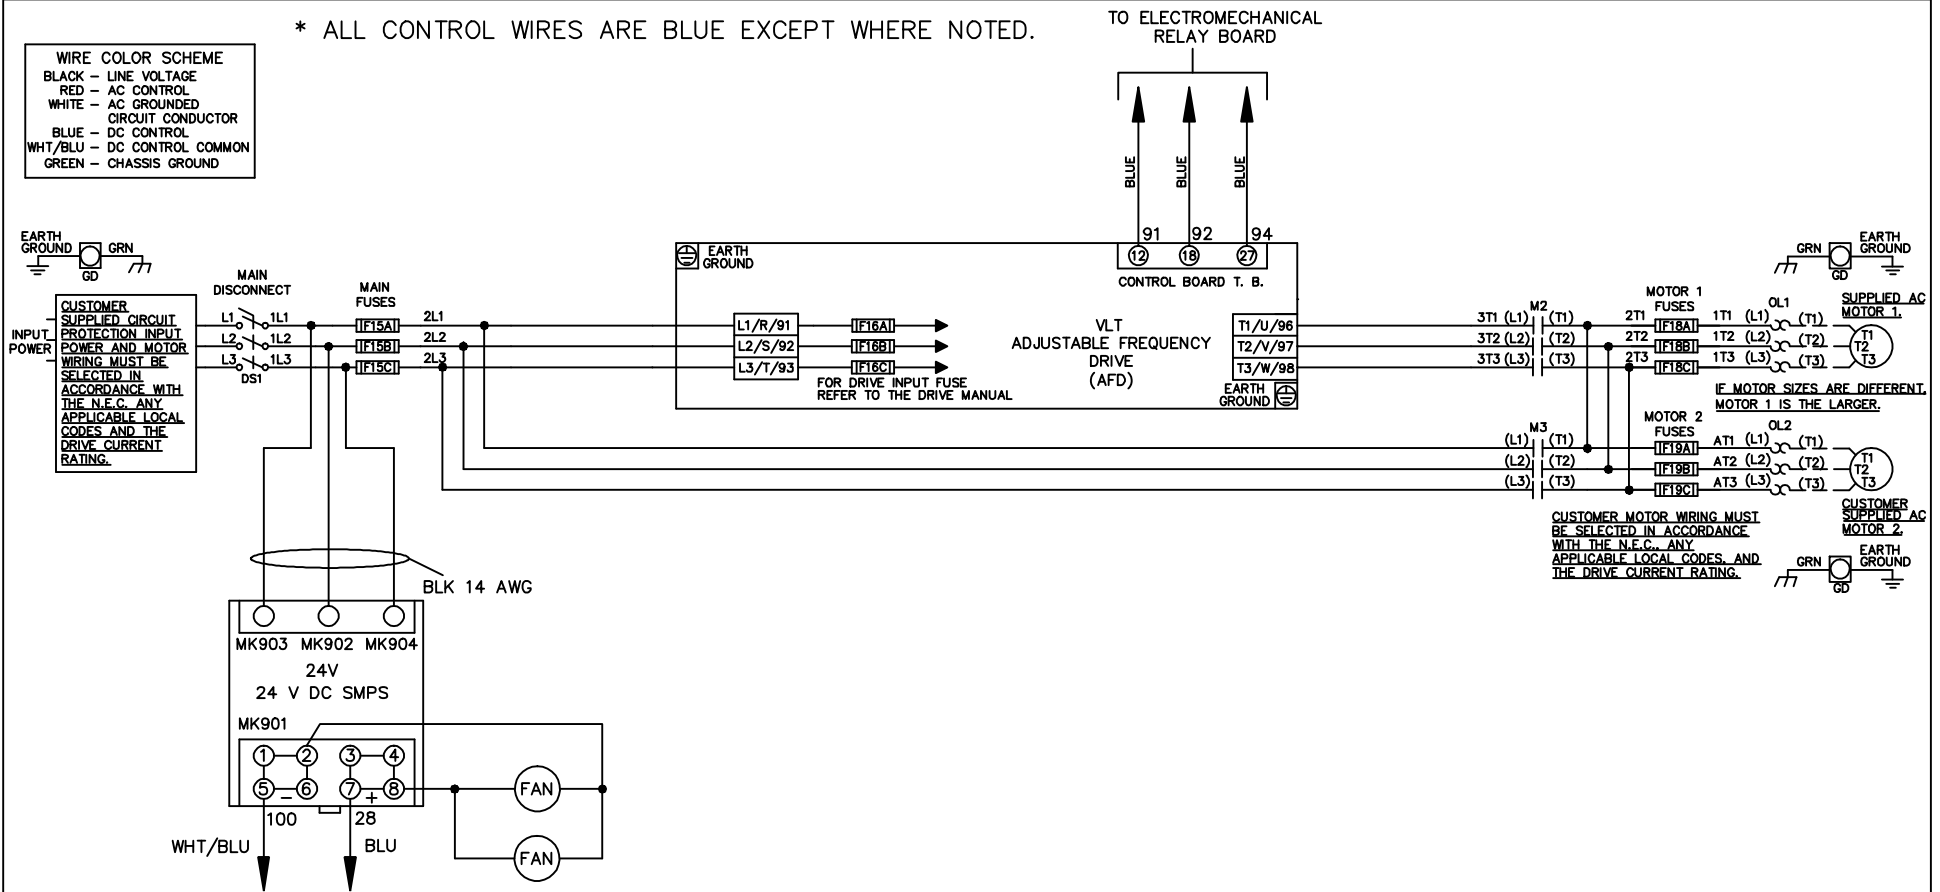 * ALL CONTROL WIRES ARE BLUE EXCEPT WHERE NOTED.
TO ELECTROMECHANICAL
RELAY BOARD
WIRE COLOR SCHEME
BLACK – LINE VOLTAGE
RED – AC CONTROL
WHITE – AC GROUNDED
CIRCUIT CONDUCTOR
BLUE – DC CONTROL
WHT/BLU – DC CONTROL COMMON
GREEN – CHASSIS GROUND
BLUE
BLUE
BLUE
91
92
94
12
18
27
CONTROL BOARD T. B.
EARTH
GROUND
GRN
GD
INPUT
POWER
CUSTOMER
SUPPLIED CIRCUIT
PROTECTION INPUT
POWER AND MOTOR
WIRING MUST BE
SELECTED IN
ACCORDANCE WITH
THE N.E.C. ANY
APPLICABLE LOCAL
CODES AND THE
DRIVE CURRENT
RATING.
MAIN
DISCONNECT
L1
1L1
L2
1L2
L3
1L3
DS1
MAIN
FUSES
F15A
F15B
F15C
2L1
2L2
2L3
EARTH
GROUND
L1/R/91
L2/S/92
L3/T/93
F16A
F16B
F16C
FOR DRIVE INPUT FUSE
REFER TO THE DRIVE MANUAL
VLT
ADJUSTABLE FREQUENCY
DRIVE
(AFD)
T1/U/96
T2/V/97
T3/W/98
EARTH
GROUND
M2
3T1 (L1) (T1)
3T2 (L2) (T2)
3T3 (L3) (T3)
MOTOR 1
FUSES
2T1 F18A 1T1 (L1) (T1)
2T2 F18B 1T2 (L2) (T2)
2T3 F18C 1T3 (L3) (T3)
OL1
GRN
EARTH
GROUND
GD
SUPPLIED AC
MOTOR 1.
T1
T2
T3
IF MOTOR SIZES ARE DIFFERENT,
MOTOR 1 IS THE LARGER.
M3
(L1) (T1)
(L2) (T2)
(L3) (T3)
MOTOR 2
FUSES
F19A AT1 (L1) (T1)
F19B AT2 (L2) (T2)
F19C AT3 (L3) (T3)
OL2
T1
T2
T3
CUSTOMER
SUPPLIED AC
MOTOR 2.
CUSTOMER MOTOR WIRING MUST
BE SELECTED IN ACCORDANCE
WITH THE N.E.C., ANY
APPLICABLE LOCAL CODES, AND
THE DRIVE CURRENT RATING.
GRN
EARTH
GROUND
GD
BLK 14 AWG
MK903 MK902 MK904
24V
24 V DC SMPS
MK901
1 2 3 4
5 – 6 7 + 8
100
28
WHT/BLU
BLU
FAN
FAN